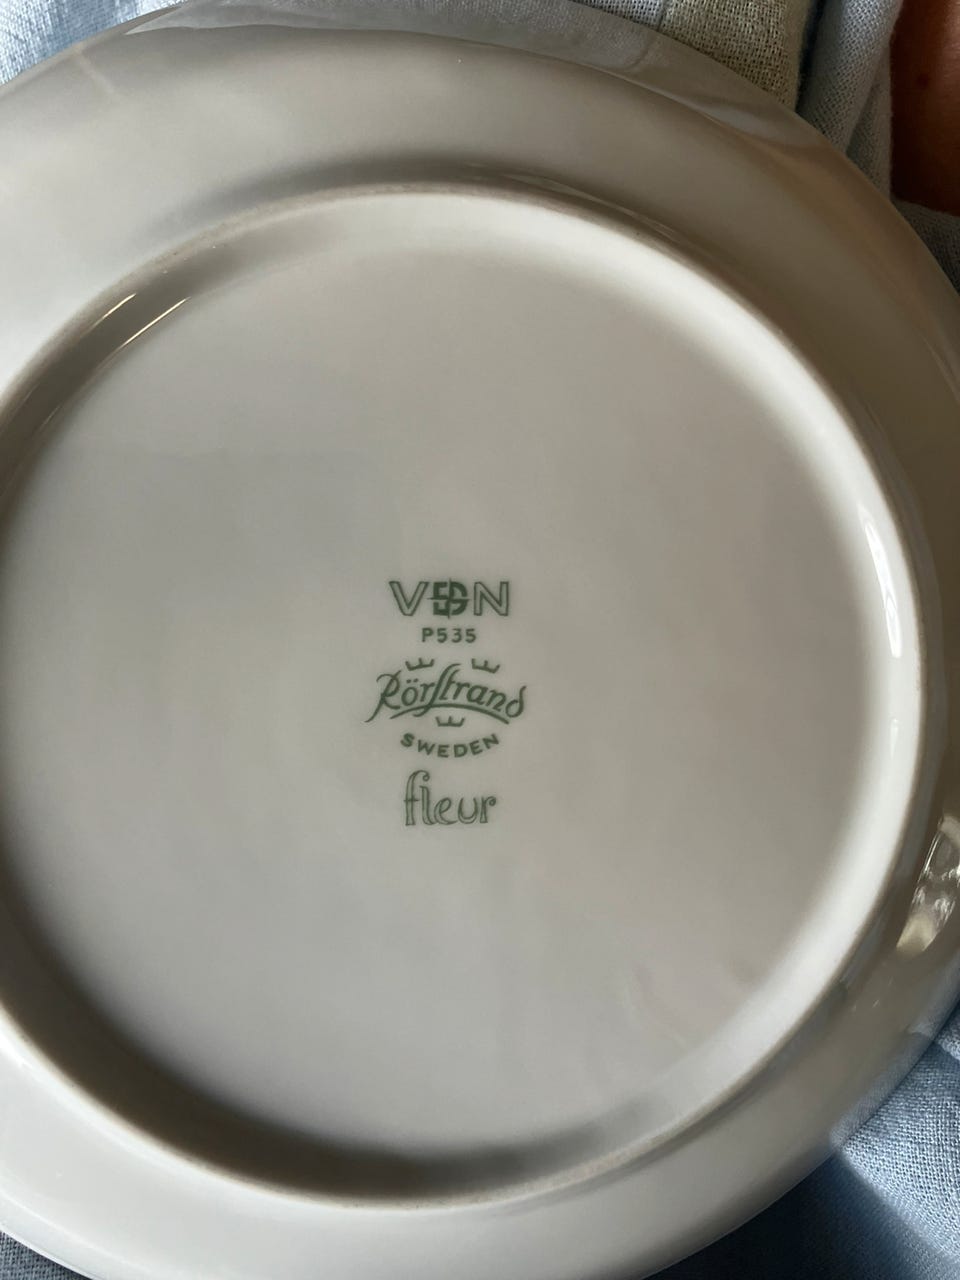 VDN
P535
Rörstrand
SWEDEN
fleur